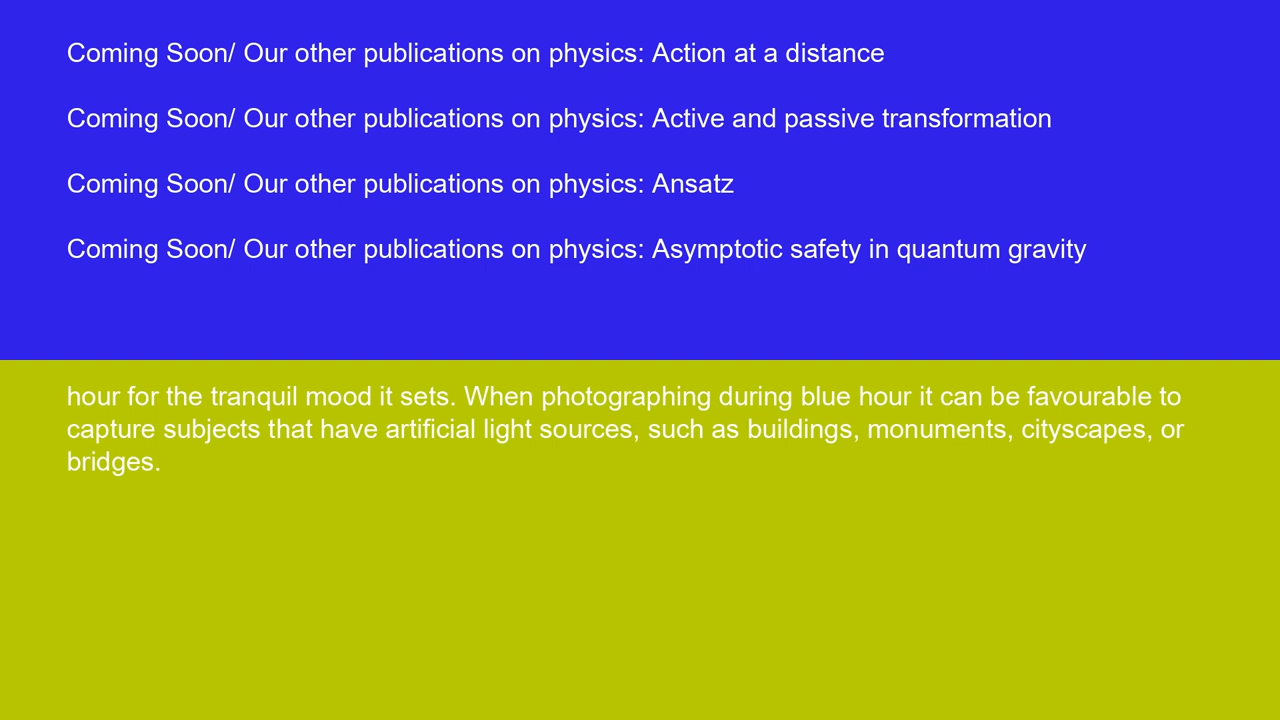 Coming Soon/ Our other publications on physics: Action at a distance
Coming Soon/ Our other publications on physics: Active and passive transformation
Coming Soon/ Our other publications on physics: Ansatz
Coming Soon/ Our other publications on physics: Asymptotic safety in quantum gravity
hour for the tranquil mood it sets. When photographing during blue hour it can be favourable to
capture subjects that have artificial light sources, such as buildings, monuments, cityscapes, or
bridges.